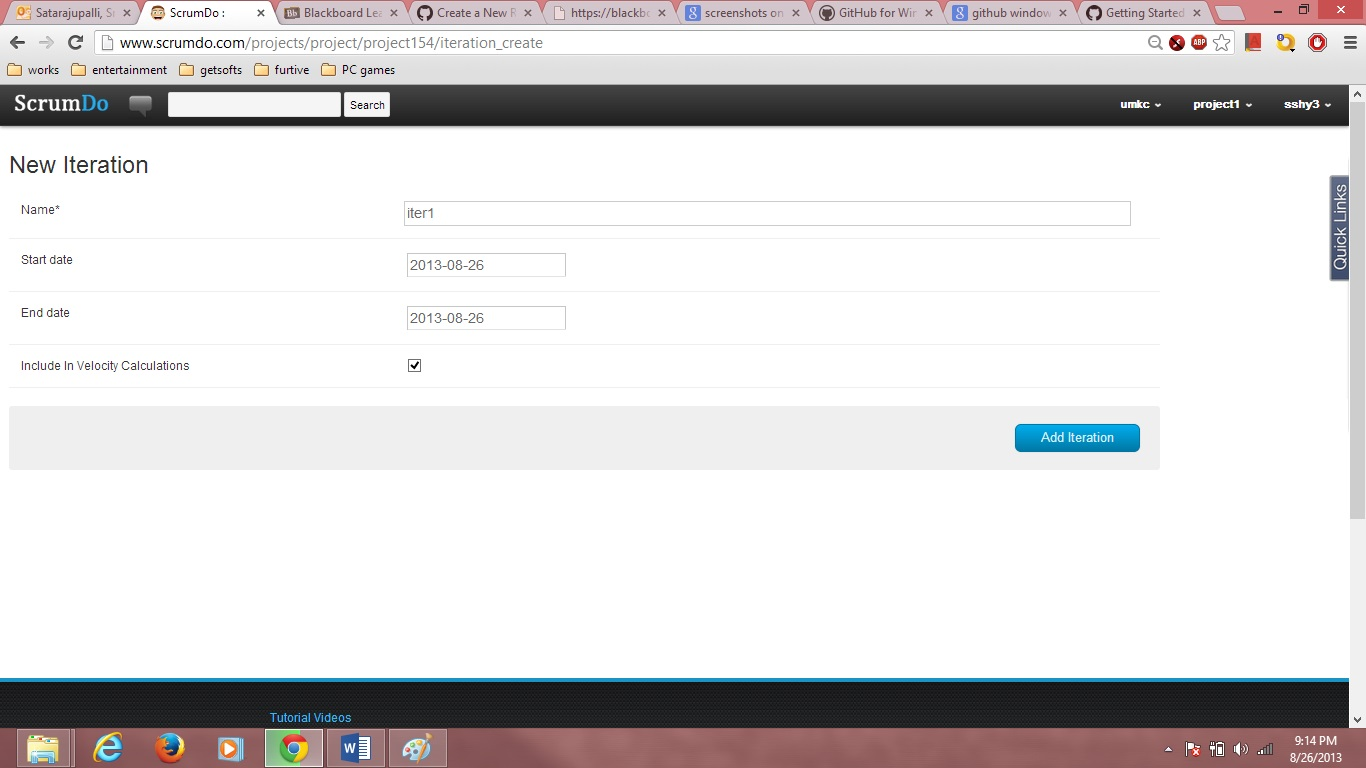 Satarajupalli, S ScrumDo : Blackboard Lea Create a New R https://blackbo screenshots on GitHub for Win github window Getting Started
www.scrumdo.com/projects/project/project154/iteration_create
works entertainment getsofts furtive PC games
ScrumDo Search umkc project1 sshy3
New Iteration
Name* iter1
Quick Links
Start date 2013-08-26
End date 2013-08-26
Include In Velocity Calculations
Add Iteration
Tutorial Videos
9:14 PM
8/26/2013